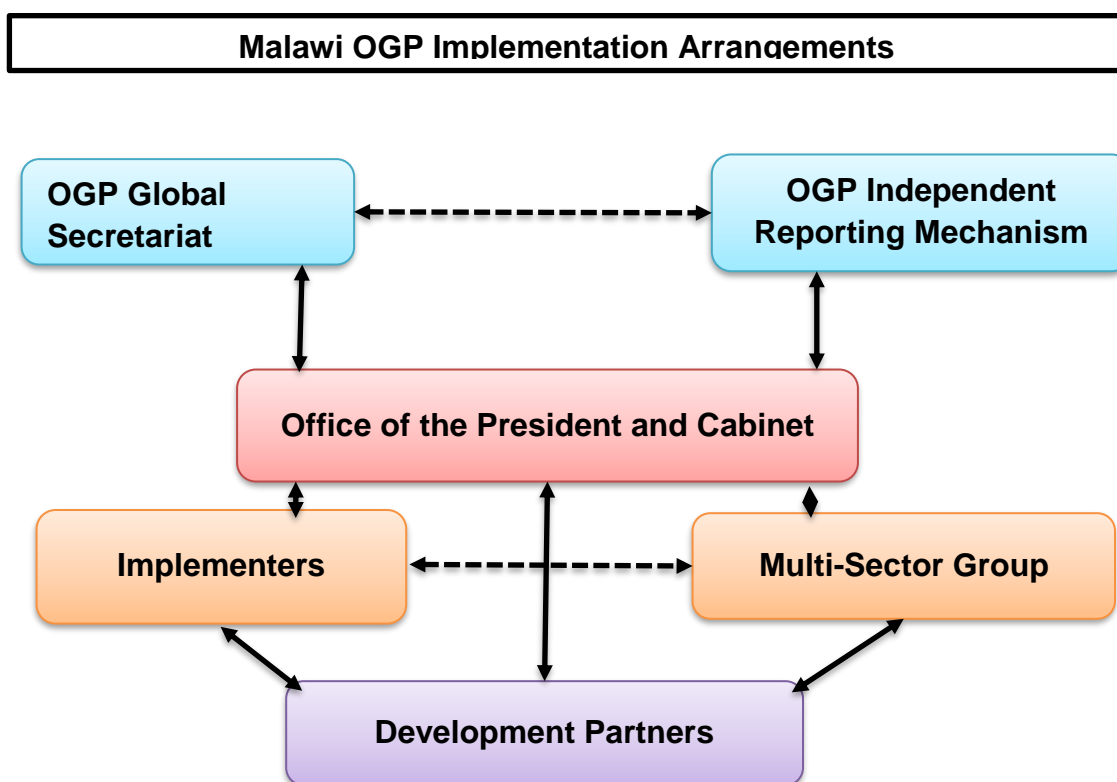 Malawi OGP Implementation Arrangements
OGP Global
Secretariat
OGP Independent
Reporting Mechanism
Office of the President and Cabinet
Implementers
Multi-Sector Group
Development Partners